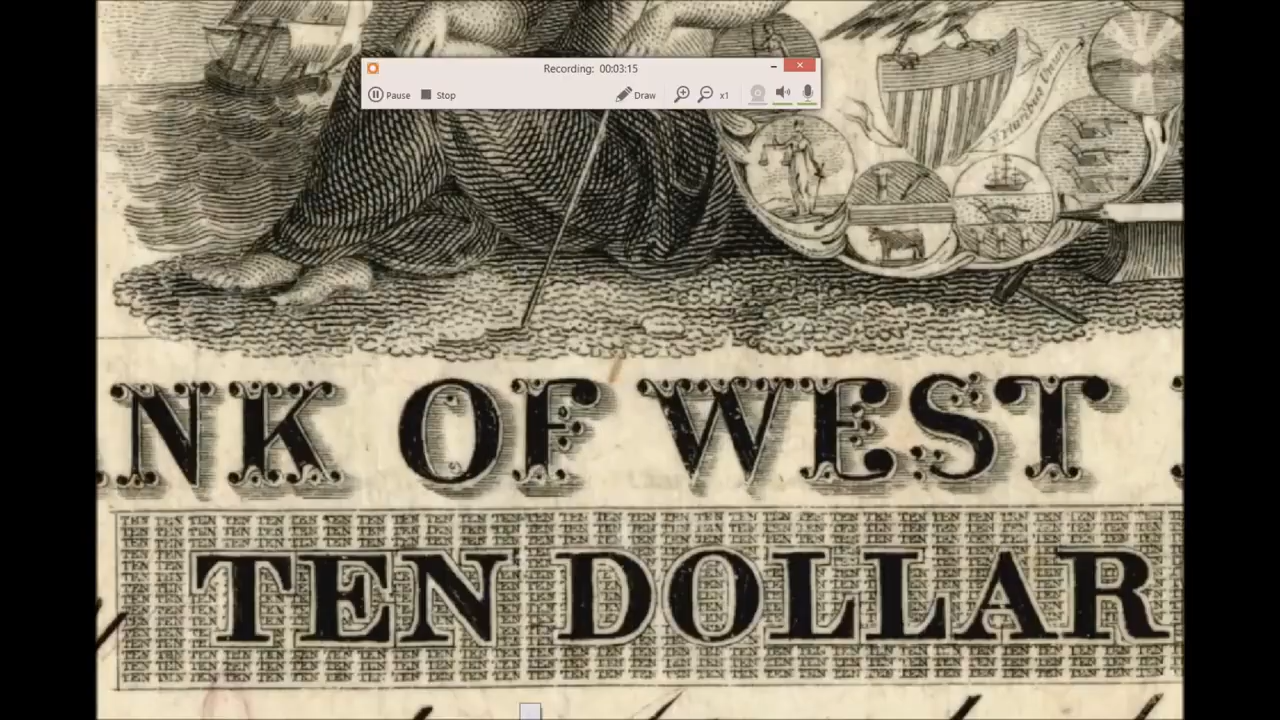 Recording: 00:03:15
Pause
Stop
Draw
x1
NK OF WEST
TEN DOLLAR